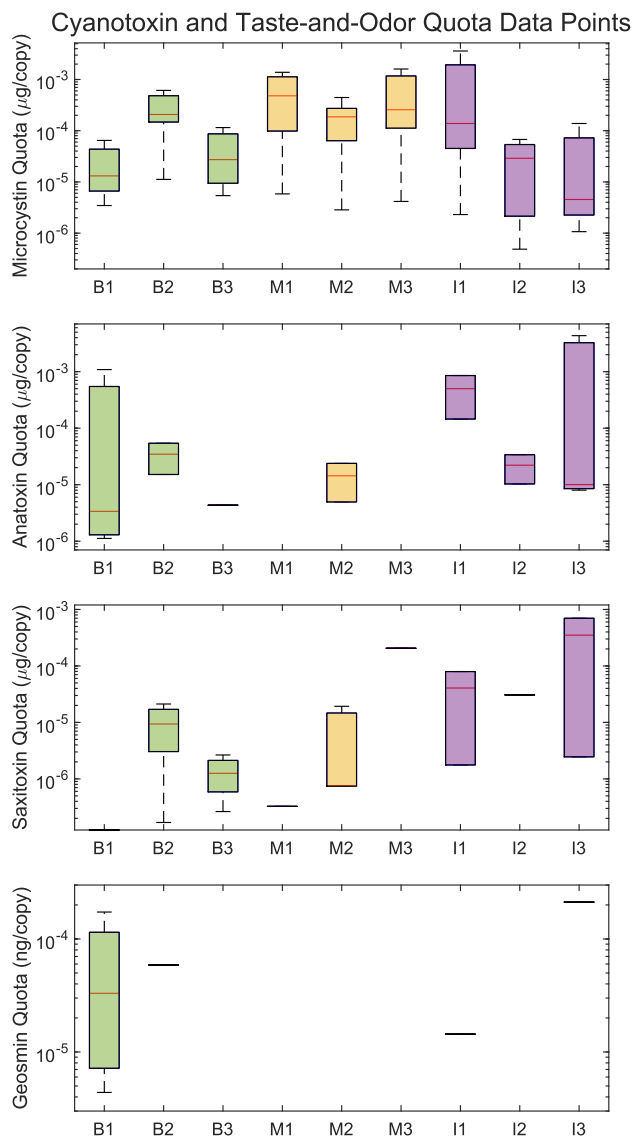 Cyanotoxin and Taste-and-Odor Quota Data Points
Microcystin Quota (μg/copy)
10⁻³
10⁻⁴
10⁻⁵
10⁻⁶
B1 B2 B3 M1 M2 M3 I1 I2 I3
Anatoxin Quota (μg/copy)
10⁻³
10⁻⁴
10⁻⁵
10⁻⁶
B1 B2 B3 M1 M2 M3 I1 I2 I3
Saxitoxin Quota (μg/copy)
10⁻³
10⁻⁴
10⁻⁵
10⁻⁶
B1 B2 B3 M1 M2 M3 I1 I2 I3
Geosmin Quota (ng/copy)
10⁻⁴
10⁻⁵
B1 B2 B3 M1 M2 M3 I1 I2 I3